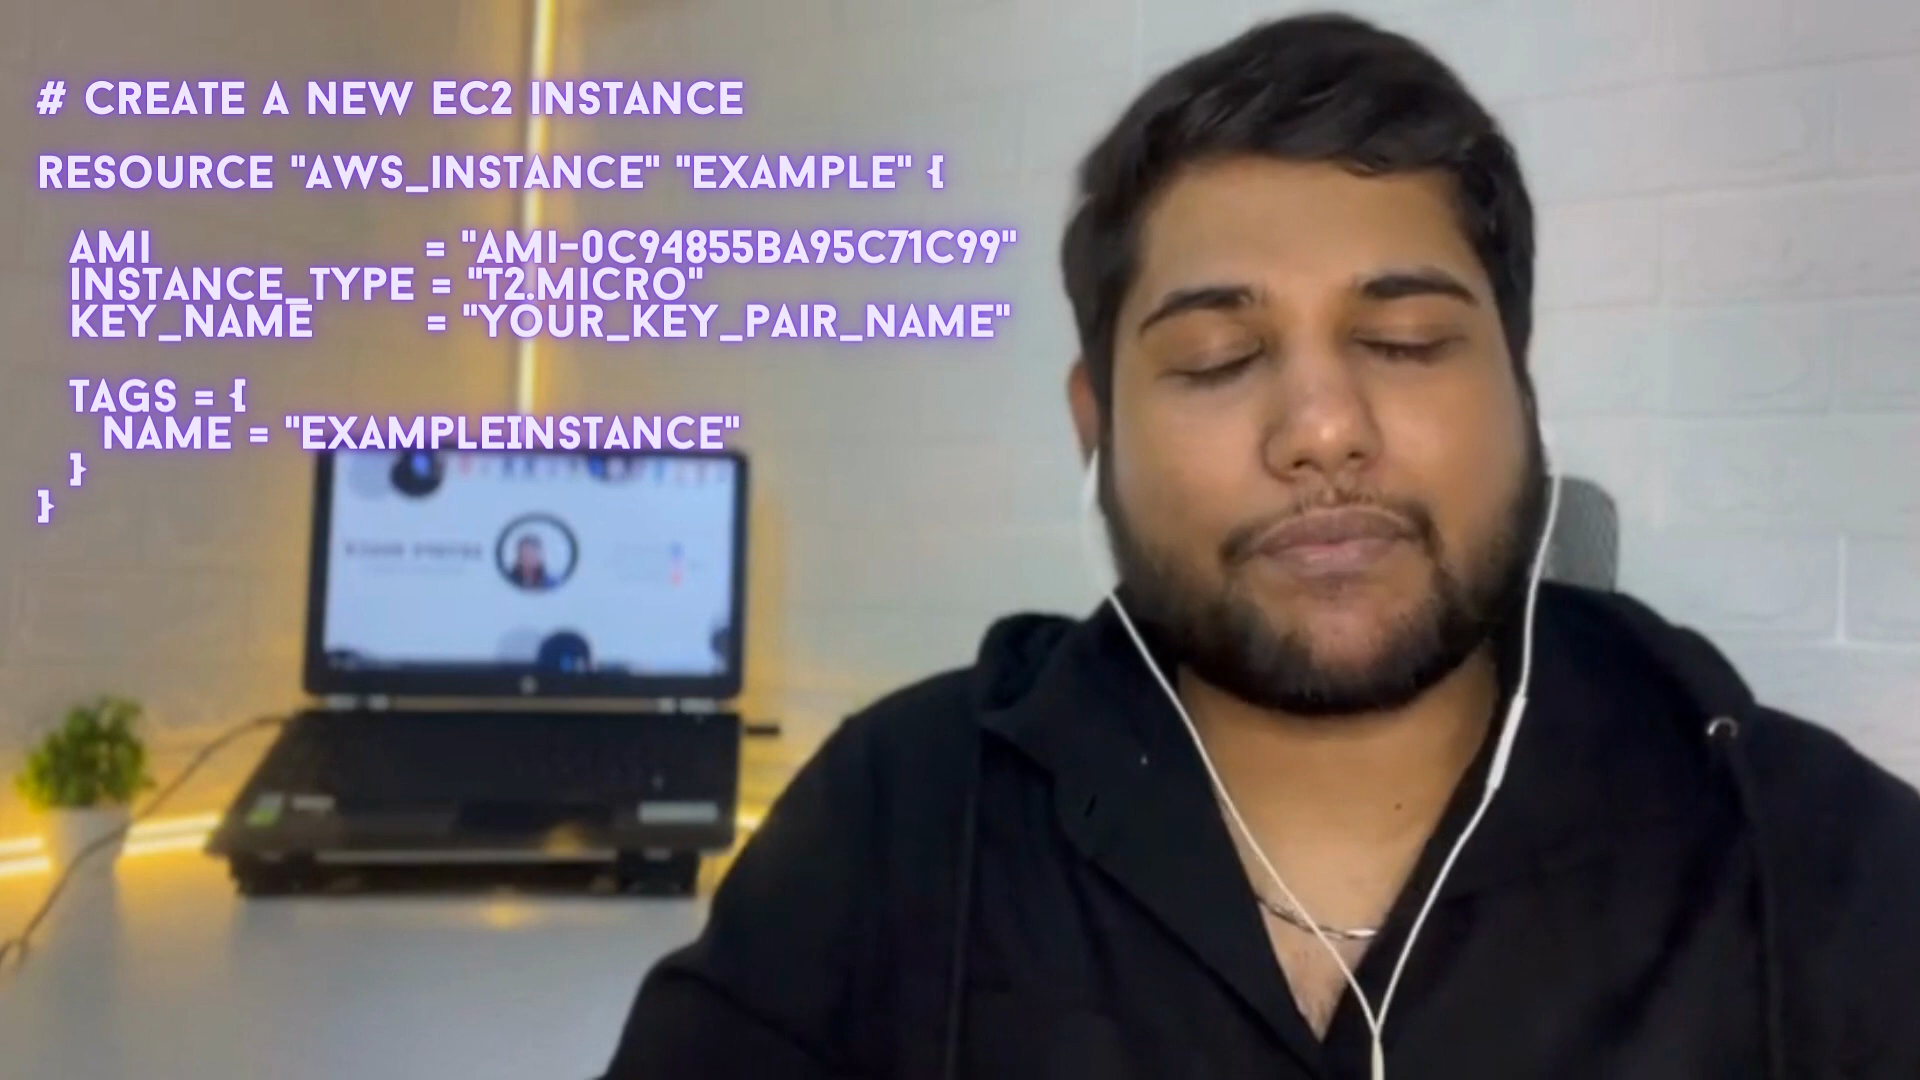 # CREATE A NEW EC2 INSTANCE
RESOURCE "AWS_INSTANCE" "EXAMPLE" {
AMI = "AMI-0C94855BA95C71C99"
INSTANCE_TYPE = "T2.MICRO"
KEY_NAME = "YOUR_KEY_PAIR_NAME"
TAGS = {
NAME = "EXAMPLEINSTANCE"
}
}